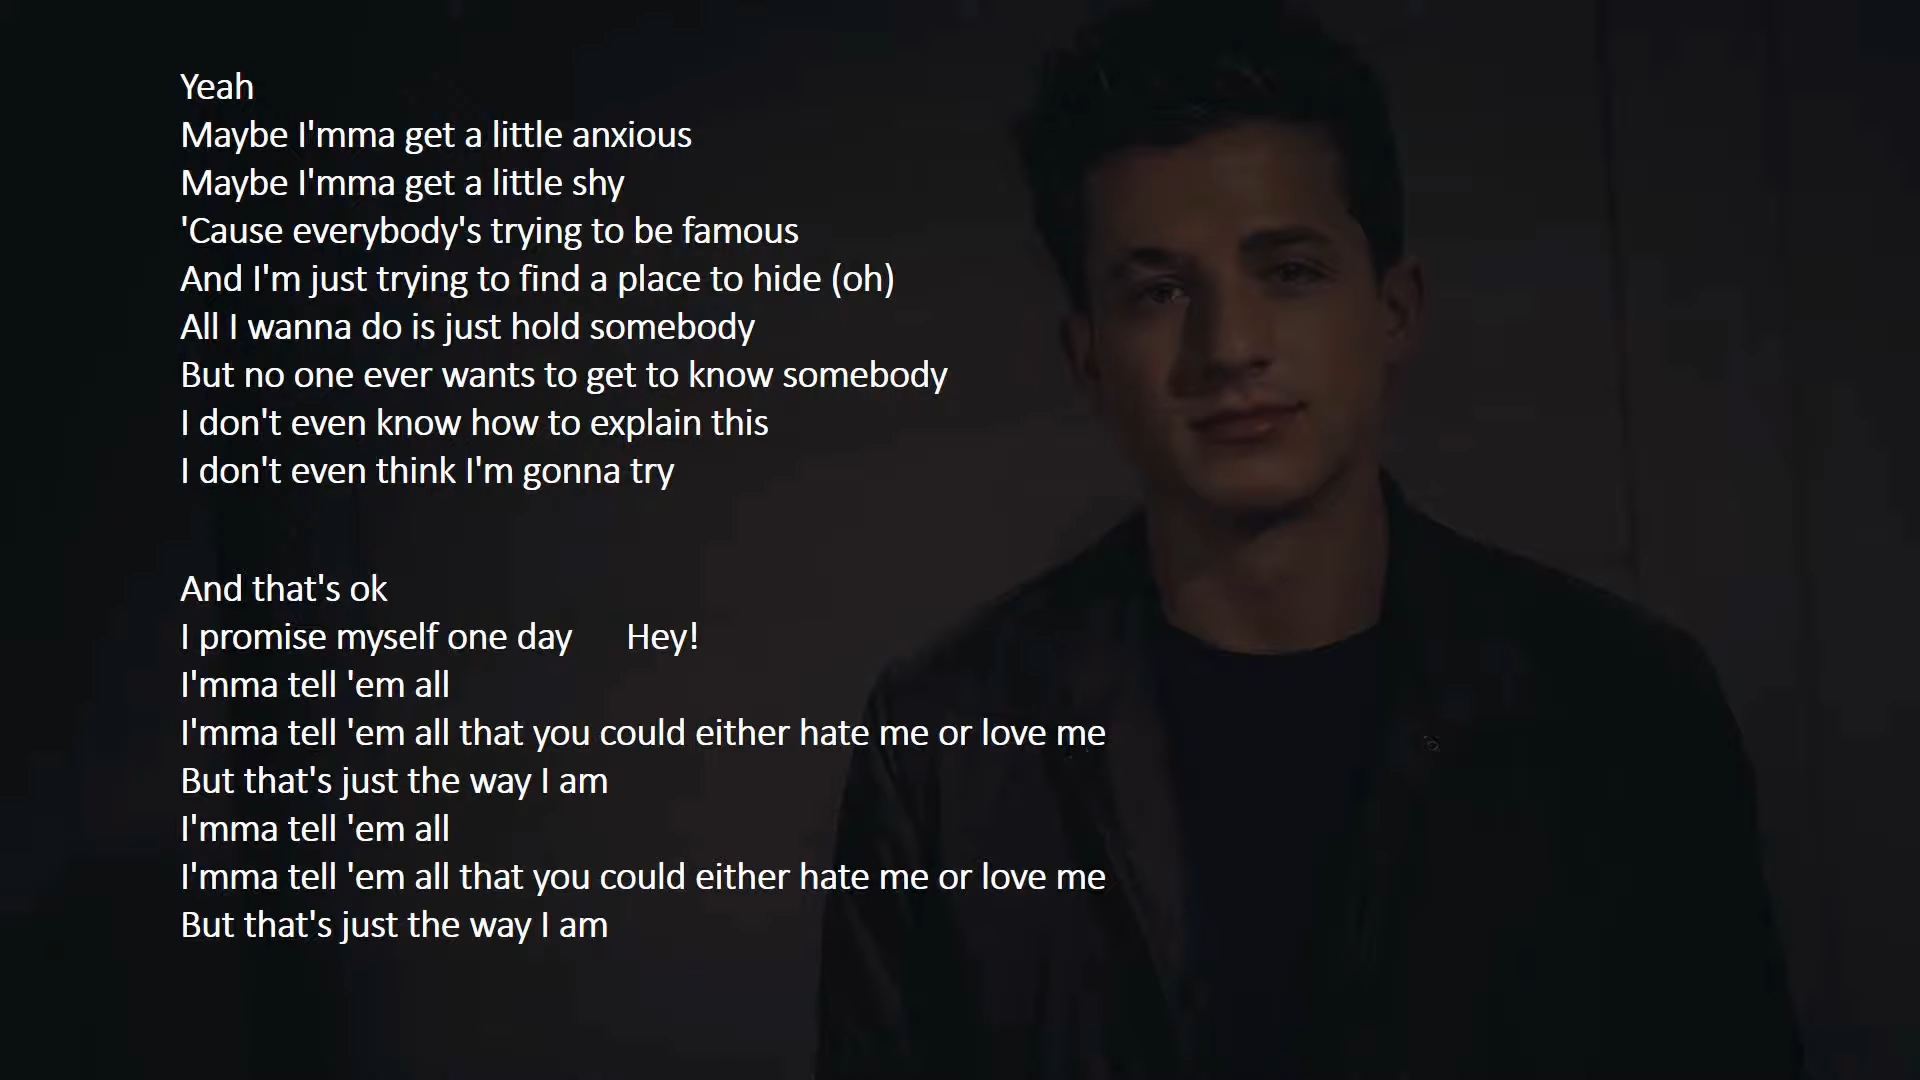 Yeah
Maybe I'mma get a little anxious
Maybe I'mma get a little shy
'Cause everybody's trying to be famous
And I'm just trying to find a place to hide (oh)
All I wanna do is just hold somebody
But no one ever wants to get to know somebody
I don't even know how to explain this
I don't even think I'm gonna try
And that's ok
I promise myself one day Hey!
I'mma tell 'em all
I'mma tell 'em all that you could either hate me or love me
But that's just the way I am
I'mma tell 'em all
I'mma tell 'em all that you could either hate me or love me
But that's just the way I am